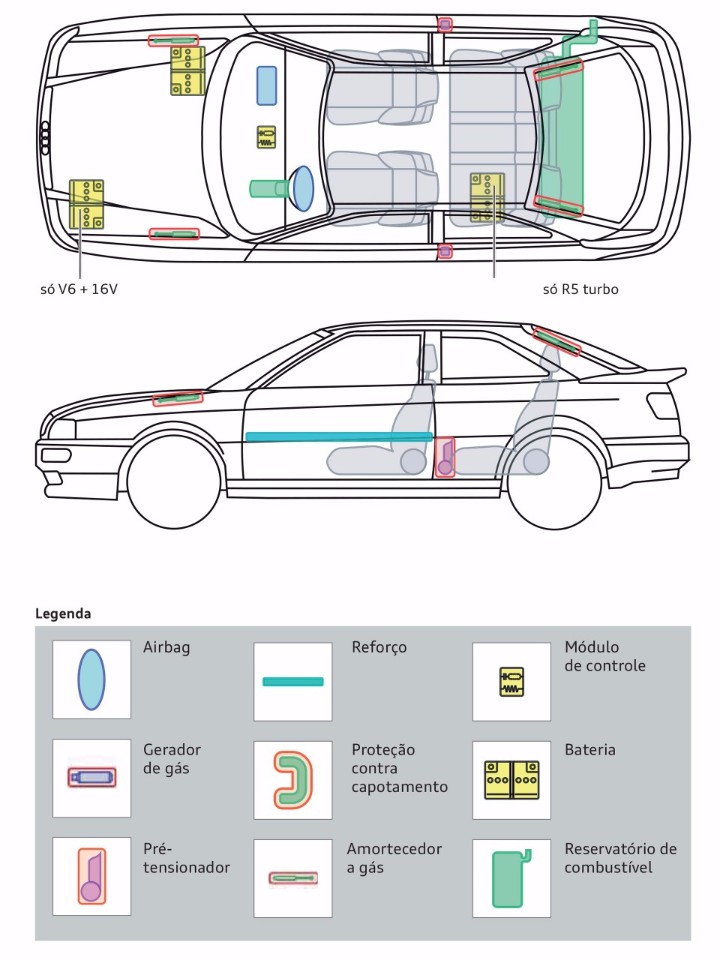 só V6 + 16V
só R5 turbo
Legenda
Airbag
Reforço
Módulo
de controle
Gerador
de gás
Proteção
contra
capotamento
Bateria
Pré-
tensionador
Amortecedor
a gás
Reservatório de
combustível